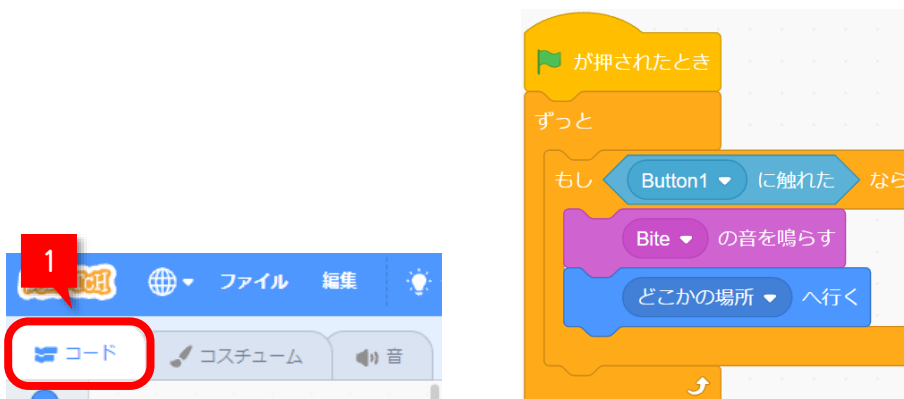 1
ファイル 編集
コード コスチューム 音
が押されたとき
ずっと
もし Button1 に触れた なら
Bite の音を鳴らす
どこかの場所 へ行く